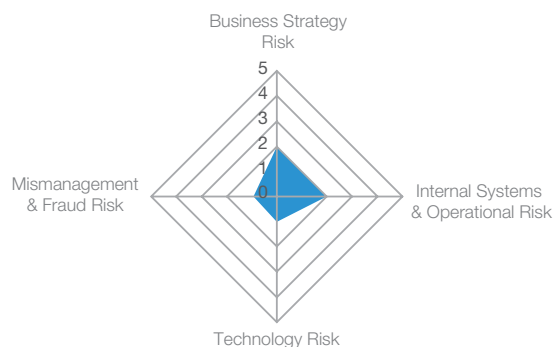 Business Strategy
Risk
5
4
3
2
1
0
Mismanagement
& Fraud Risk
Internal Systems
& Operational Risk
Technology Risk